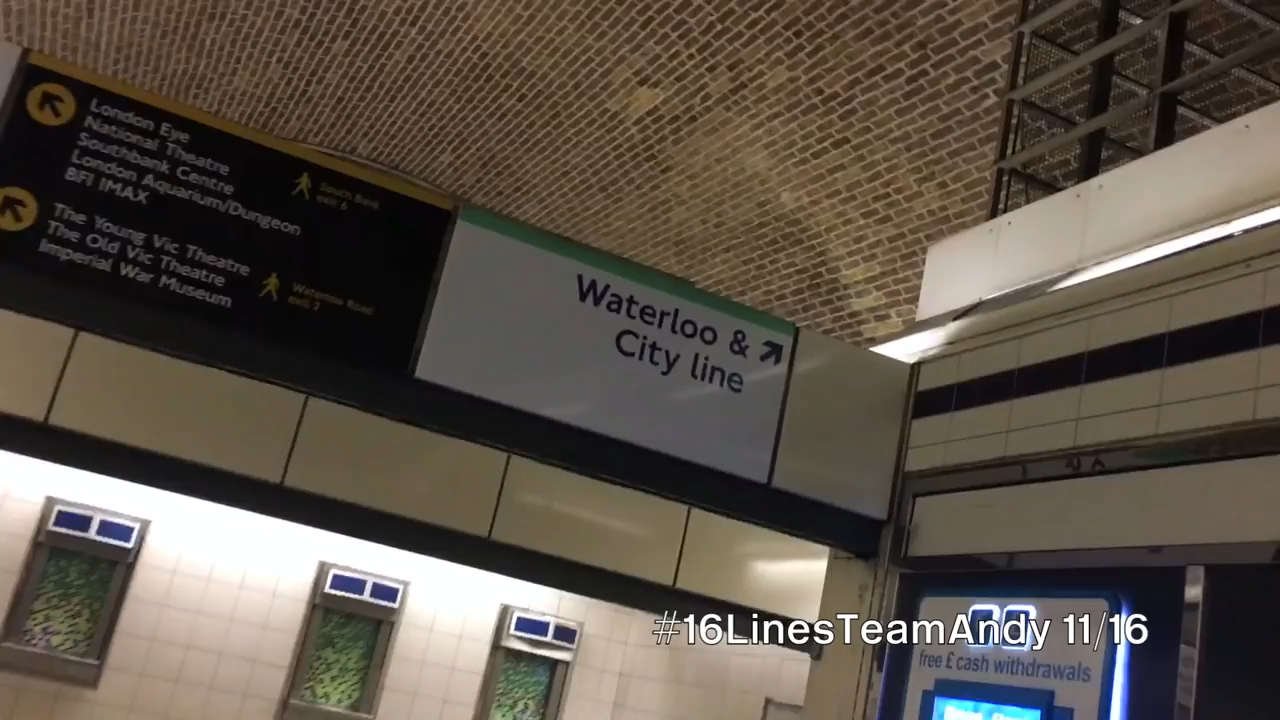 London Eye
National Theatre
Southbank Centre
London Aquarium/Dungeon
BFI IMAX
South Bank
exit 6
The Young Vic Theatre
The Old Vic Theatre
Imperial War Museum
Waterloo Road
exit 2
Waterloo &
City line
#16LinesTeamAndy 11/16
free £ cash withdrawals